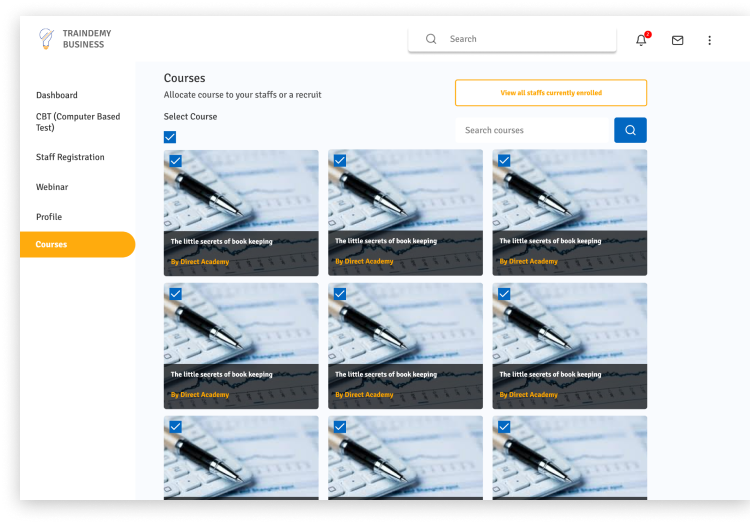 TRAINDEMY
BUSINESS
Search
2
Dashboard
CBT (Computer Based
Test)
Staff Registration
Webinar
Profile
Courses
Courses
Allocate course to your staffs or a recruit
View all staffs currently enrolled
Select Course
Search courses
The little secrets of book keeping
By Direct Academy
The little secrets of book keeping
By Direct Academy
The little secrets of book keeping
By Direct Academy
The little secrets of book keeping
By Direct Academy
The little secrets of book keeping
By Direct Academy
The little secrets of book keeping
By Direct Academy